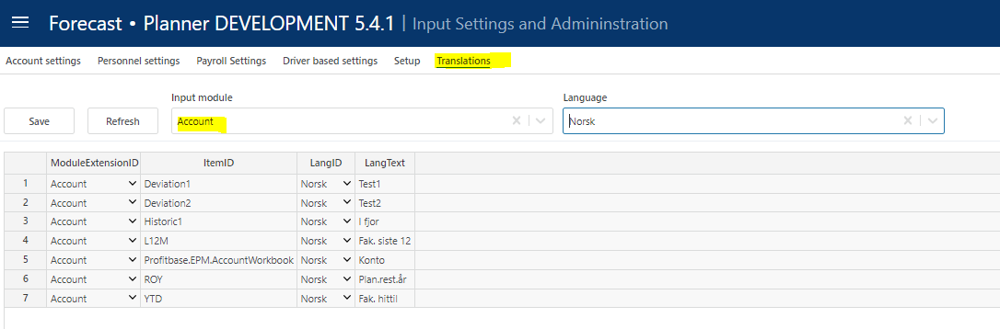 Forecast • Planner DEVELOPMENT 5.4.1 | Input Settings and Admininstration
Account settings Personnel settings Payroll Settings Driver based settings Setup Translations
Input module Language
Save Refresh Account Norsk
ModuleExtensionID ItemID LangID LangText
1 Account Deviation1 Norsk Test1
2 Account Deviation2 Norsk Test2
3 Account Historic1 Norsk I fjor
4 Account L12M Norsk Fak. siste 12
5 Account Profitbase.EPM.AccountWorkbook Norsk Konto
6 Account ROY Norsk Plan.rest.år
7 Account YTD Norsk Fak. hittil